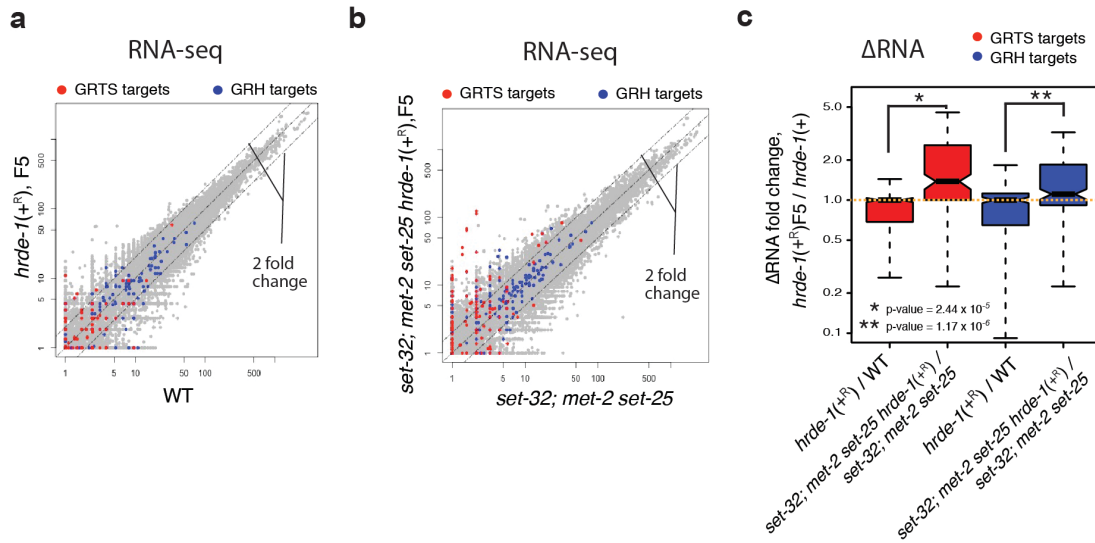 a
RNA-seq
GRTS targets
GRH targets
hrde-1(+ᴿ), F5
500
100
50
10
5
1
2 fold
change
1
5
10
50
100
500
WT
b
RNA-seq
GRTS targets
GRH targets
set-32; met-2 set-25 hrde-1(+ᴿ),F5
500
100
50
10
5
1
2 fold
change
1
5
10
50
100
500
set-32; met-2 set-25
c
ΔRNA
GRTS targets
GRH targets
ΔRNA fold change,
hrde-1(+ᴿ)F5 / hrde-1(+)
5.0
2.0
1.0
0.5
0.2
0.1
*
**
* p-value = 2.44 x 10⁻⁵
** p-value = 1.17 x 10⁻⁶
hrde-1(+ᴿ) / WT
set-32; met-2 set-25 hrde-1(+ᴿ) /
set-32; met-2 set-25
hrde-1(+ᴿ) / WT
set-32; met-2 set-25 hrde-1(+ᴿ) /
set-32; met-2 set-25